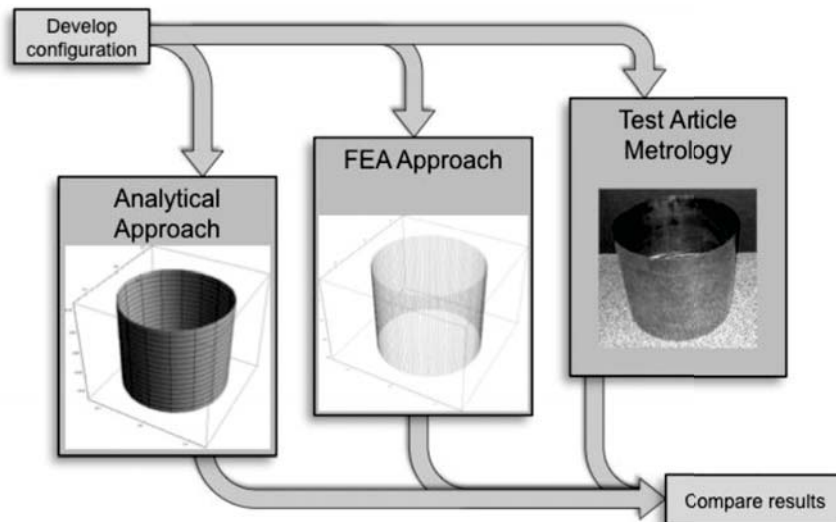 Develop
configuration
Analytical
Approach
FEA Approach
Test Article
Metrology
Compare results